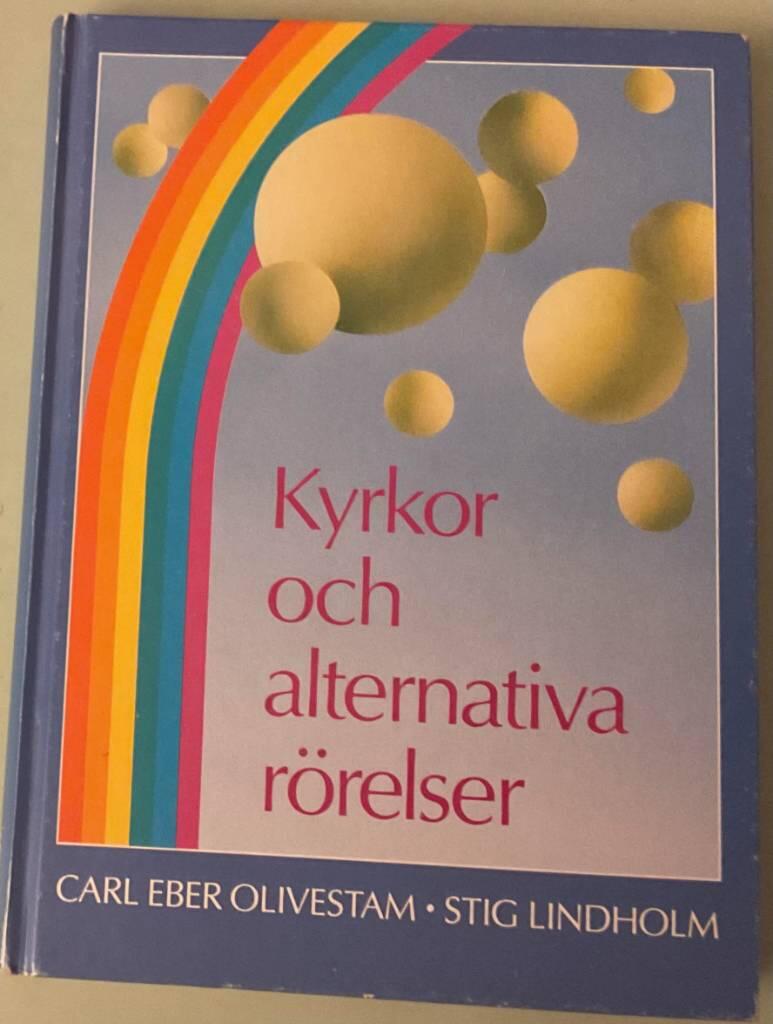 Kyrkor
och
alternativa
rörelser
CARL EBER OLIVESTAM • STIG LINDHOLM